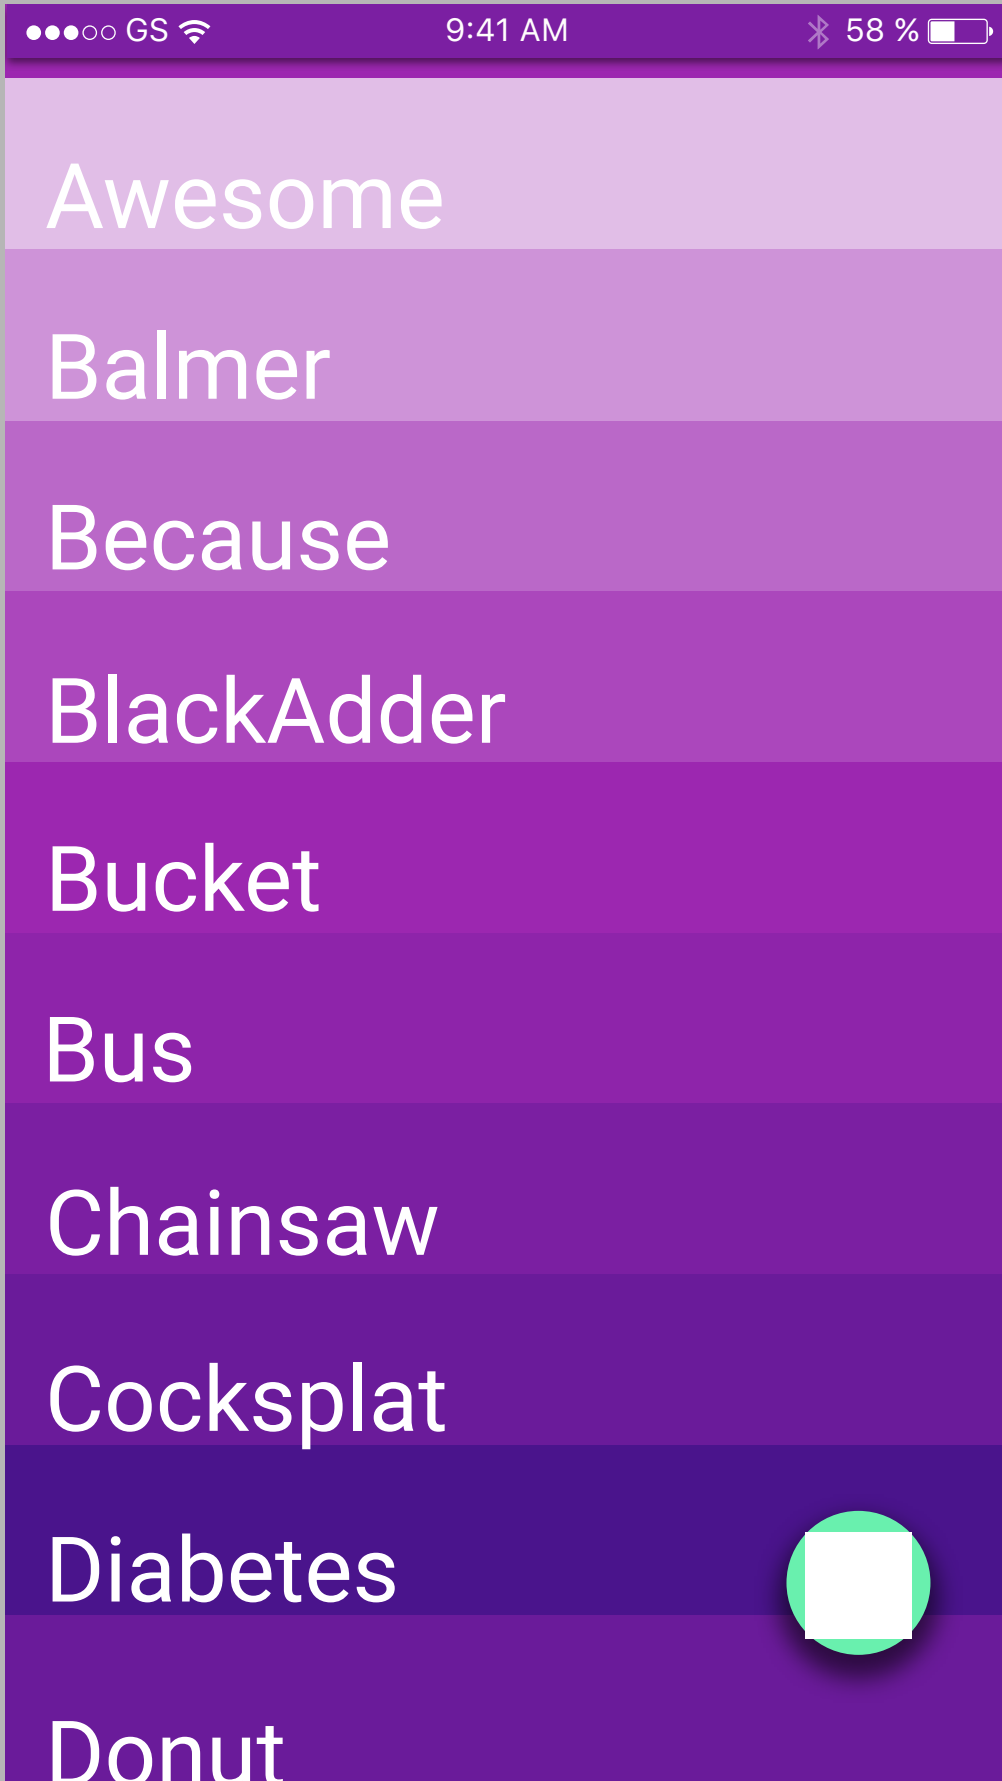 GS 9:41 AM 58 %
Awesome
Balmer
Because
BlackAdder
Bucket
Bus
Chainsaw
Cocksplat
Diabetes
Donut